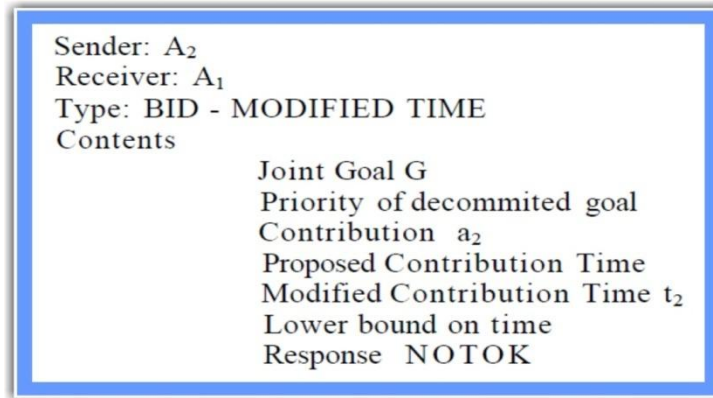 Sender: A₂
Receiver: A₁
Type: BID - MODIFIED TIME
Contents
Joint Goal G
Priority of decommited goal
Contribution a₂
Proposed Contribution Time
Modified Contribution Time t₂
Lower bound on time
Response NOTOK